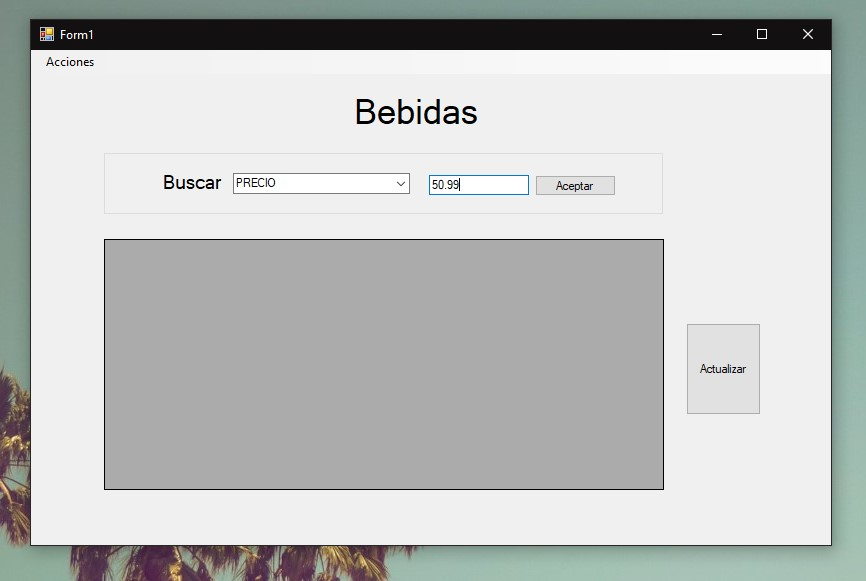 Form1
Acciones
Bebidas
Buscar PRECIO 50.99 Aceptar
Actualizar